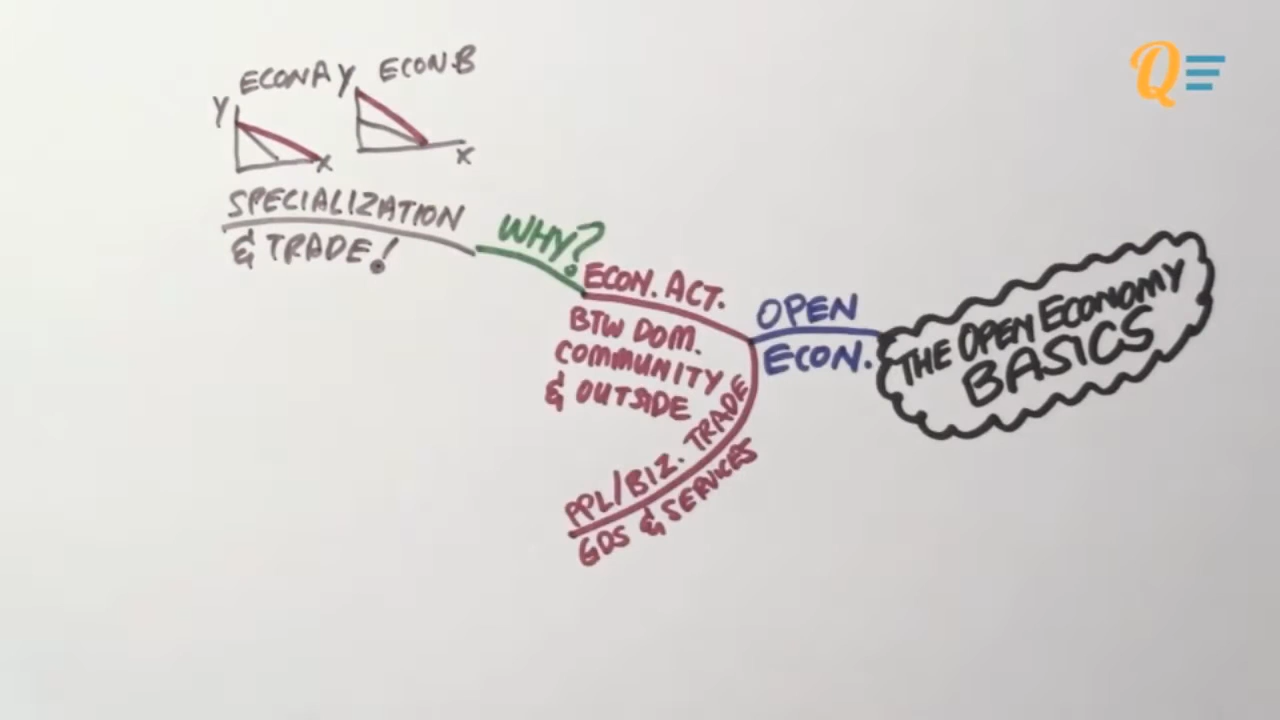 ECON A
ECON B
Y
X
Y
X
SPECIALIZATION
& TRADE!
WHY?
ECON. ACT.
BTW DOM.
COMMUNITY
& OUTSIDE
PPL/BIZ. TRADE
GDS & SERVICES
OPEN
ECON.
THE OPEN ECONOMY
BASICS
Q